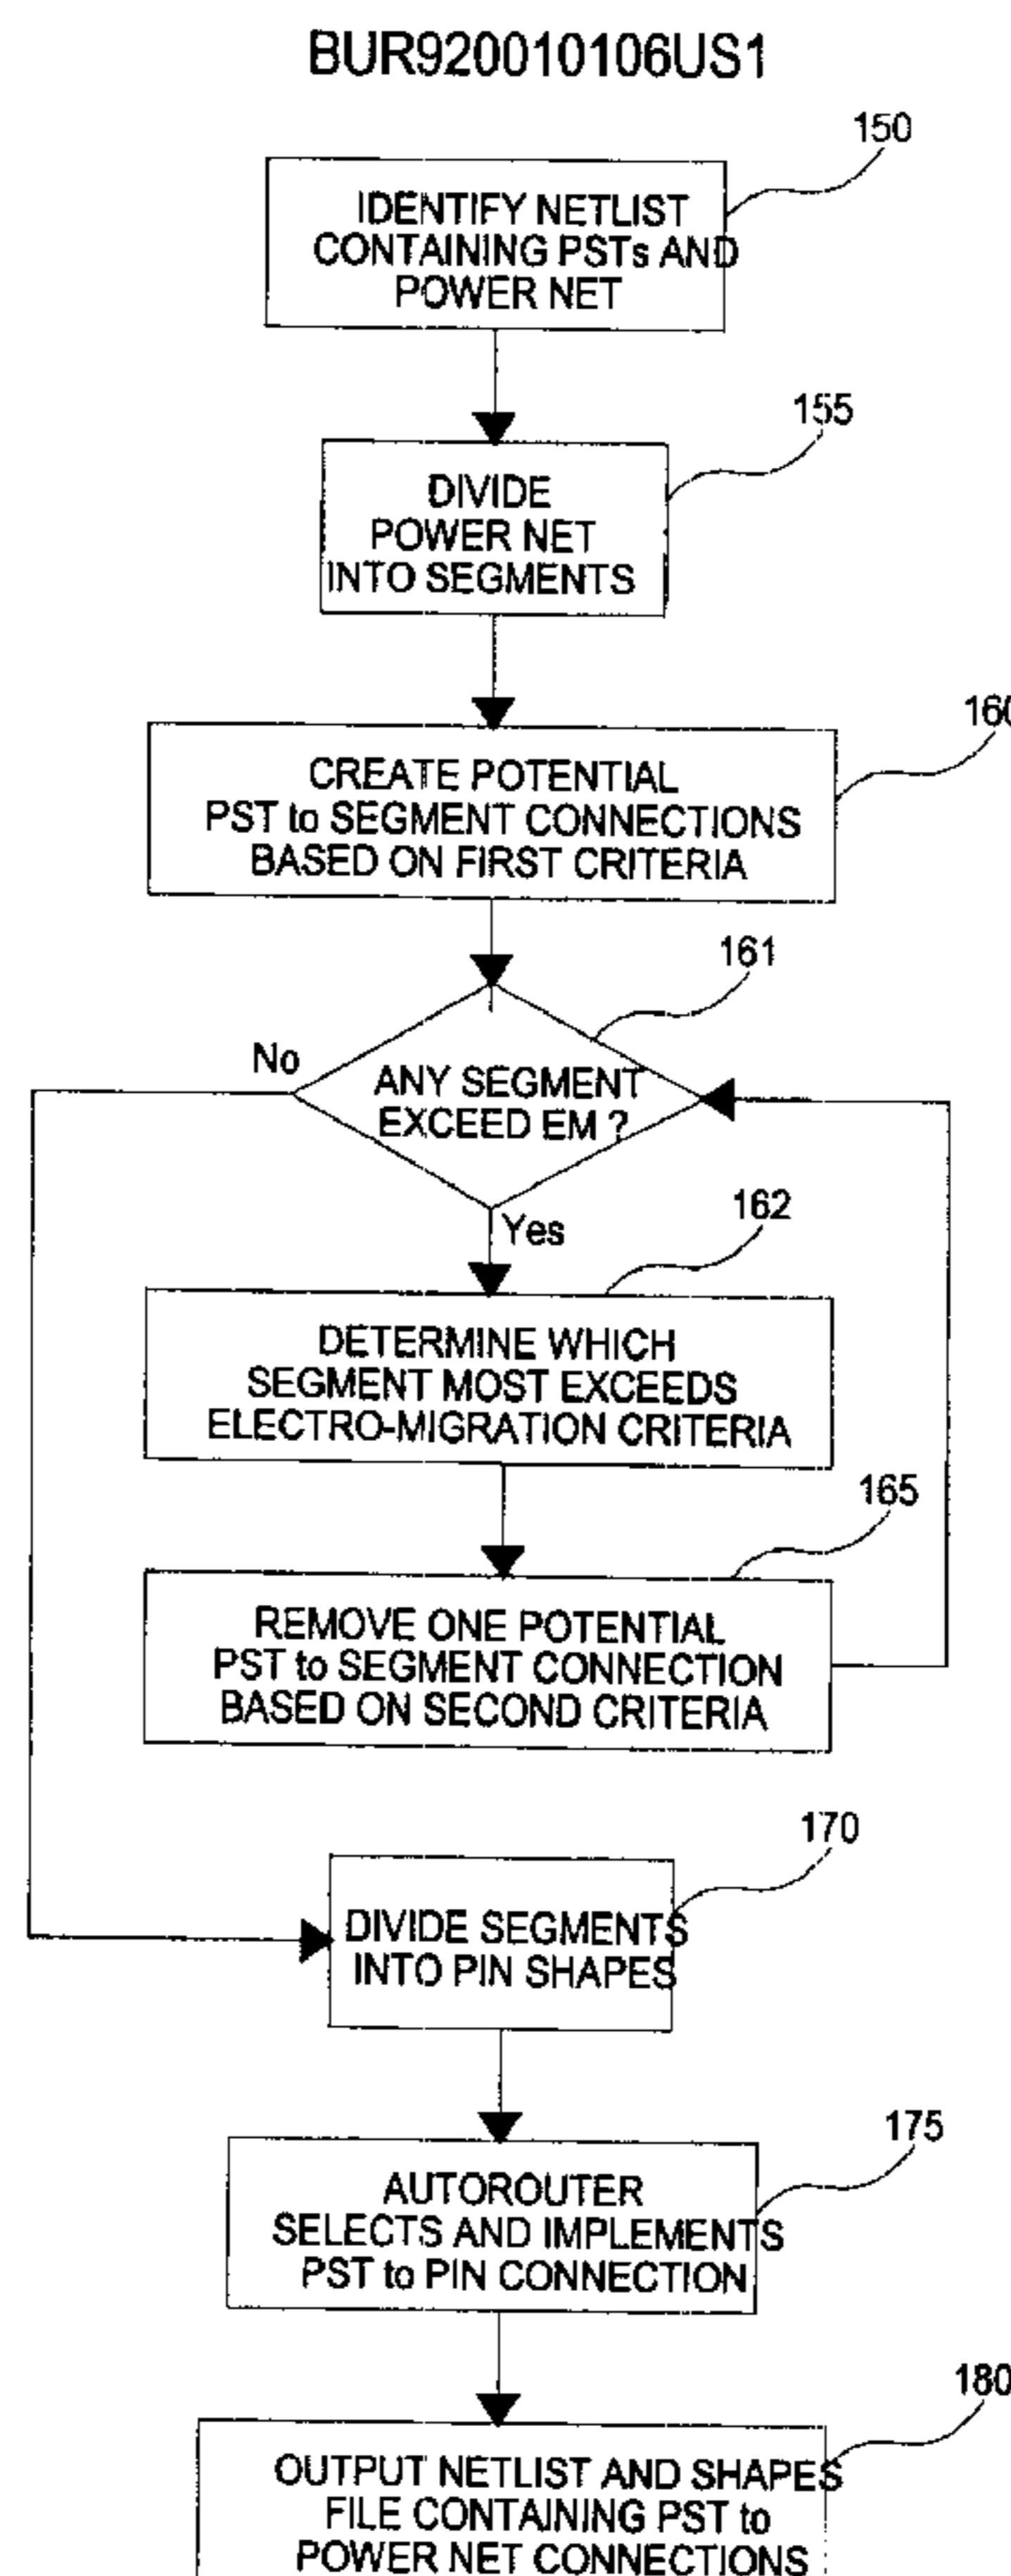 BUR920010106US1
150
IDENTIFY NETLIST
CONTAINING PSTs AND
POWER NET
155
DIVIDE
POWER NET
INTO SEGMENTS
160
CREATE POTENTIAL
PST to SEGMENT CONNECTIONS
BASED ON FIRST CRITERIA
161
No
ANY SEGMENT
EXCEED EM ?
Yes
162
DETERMINE WHICH
SEGMENT MOST EXCEEDS
ELECTRO-MIGRATION CRITERIA
165
REMOVE ONE POTENTIAL
PST to SEGMENT CONNECTION
BASED ON SECOND CRITERIA
170
DIVIDE SEGMENTS
INTO PIN SHAPES
175
AUTOROUTER
SELECTS AND IMPLEMENTS
PST to PIN CONNECTION
180
OUTPUT NETLIST AND SHAPES
FILE CONTAINING PST to
POWER NET CONNECTIONS